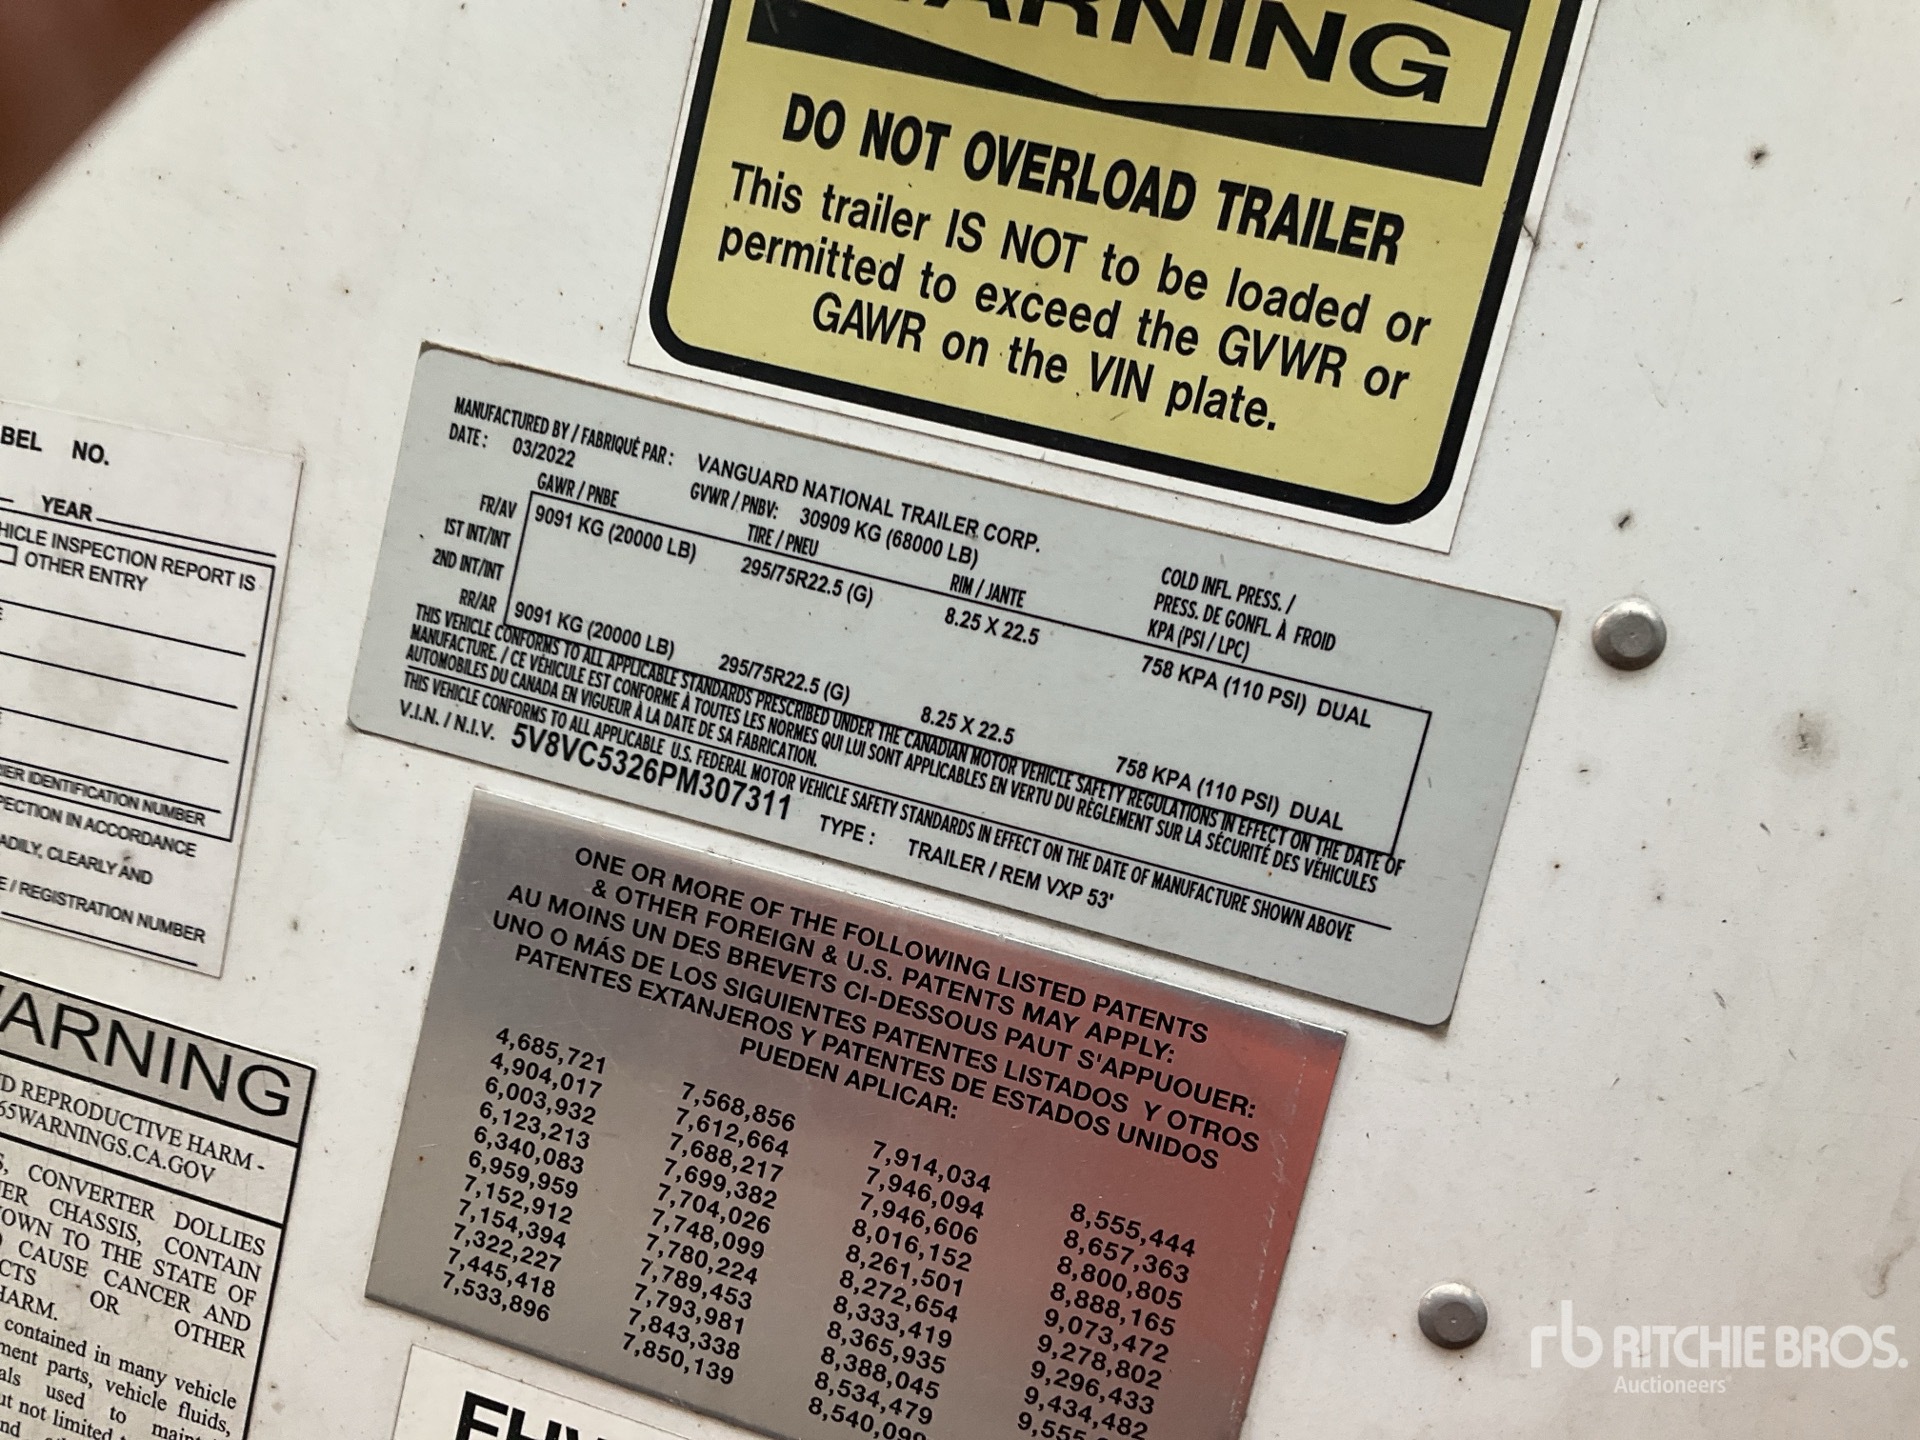 WARNING
DO NOT OVERLOAD TRAILER
This trailer IS NOT to be loaded or
permitted to exceed the GVWR or
GAWR on the VIN plate.
BEL NO.
YEAR
HICLE INSPECTION REPORT IS
OTHER ENTRY
IER IDENTIFICATION NUMBER
PECTION IN ACCORDANCE
ADILY, CLEARLY AND
E / REGISTRATION NUMBER
MANUFACTURED BY / FABRIQUÉ PAR: VANGUARD NATIONAL TRAILER CORP.
DATE: 03/2022 GVWR / PNBV: 30909 KG (68000 LB)
GAWR / PNBE TIRE / PNEU RIM / JANTE COLD INFL. PRESS. /
PRESS. DE GONFL. À FROID
KPA (PSI / LPC)
FR/AV 9091 KG (20000 LB) 295/75R22.5 (G) 8.25 X 22.5 758 KPA (110 PSI) DUAL
1ST INT/INT
2ND INT/INT
RR/AR 9091 KG (20000 LB) 295/75R22.5 (G) 8.25 X 22.5 758 KPA (110 PSI) DUAL
THIS VEHICLE CONFORMS TO ALL APPLICABLE STANDARDS PRESCRIBED UNDER THE CANADIAN MOTOR VEHICLE SAFETY REGULATIONS IN EFFECT ON THE DATE OF
MANUFACTURE. / CE VÉHICULE EST CONFORME À TOUTES LES NORMES QUI LUI SONT APPLICABLES EN VERTU DU RÈGLEMENT SUR LA SÉCURITÉ DES VÉHICULES
AUTOMOBILES DU CANADA EN VIGUEUR À LA DATE DE SA FABRICATION.
THIS VEHICLE CONFORMS TO ALL APPLICABLE U.S. FEDERAL MOTOR VEHICLE SAFETY STANDARDS IN EFFECT ON THE DATE OF MANUFACTURE SHOWN ABOVE
V.I.N. / N.I.V. 5V8VC5326PM307311 TYPE: TRAILER / REM VXP 53'
ONE OR MORE OF THE FOLLOWING LISTED PATENTS
& OTHER FOREIGN & U.S. PATENTS MAY APPLY:
AU MOINS UN DES BREVETS CI-DESSOUS PAUT S'APPUOUER:
UNO O MÁS DE LOS SIGUIENTES PATENTES LISTADOS Y OTROS
PATENTES EXTANJEROS Y PATENTES DE ESTADOS UNIDOS
PUEDEN APLICAR:
4,685,721
4,904,017
6,003,932
6,123,213
6,340,083
6,959,959
7,152,912
7,154,394
7,322,227
7,445,418
7,533,896
7,568,856
7,612,664
7,688,217
7,699,382
7,704,026
7,748,099
7,780,224
7,789,453
7,793,981
7,843,338
7,850,139
7,914,034
7,946,094
7,946,606
8,016,152
8,261,501
8,272,654
8,333,419
8,365,935
8,388,045
8,534,479
8,540,099
8,555,444
8,657,363
8,800,805
8,888,165
9,073,472
9,278,802
9,296,433
9,434,482
9,555,
WARNING
D REPRODUCTIVE HARM -
65WARNINGS.CA.GOV
S, CONVERTER DOLLIES
ER CHASSIS, CONTAIN
OWN TO THE STATE OF
O CAUSE CANCER AND
CTS OR OTHER
HARM.
contained in many vehicle
ment parts, vehicle fluids,
als used to
ut not limited
nd
rb RITCHIE BROS.
Auctioneers